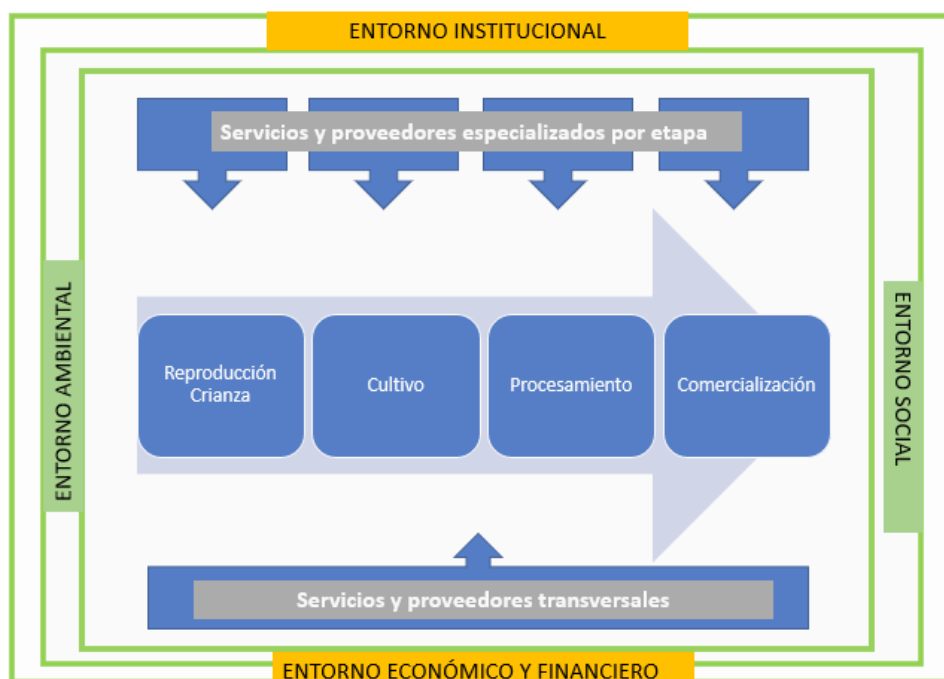 ENTORNO INSTITUCIONAL
Servicios y proveedores especializados por etapa
ENTORNO AMBIENTAL
Reproducción
Crianza
Cultivo
Procesamiento
Comercialización
ENTORNO SOCIAL
Servicios y proveedores transversales
ENTORNO ECONÓMICO Y FINANCIERO